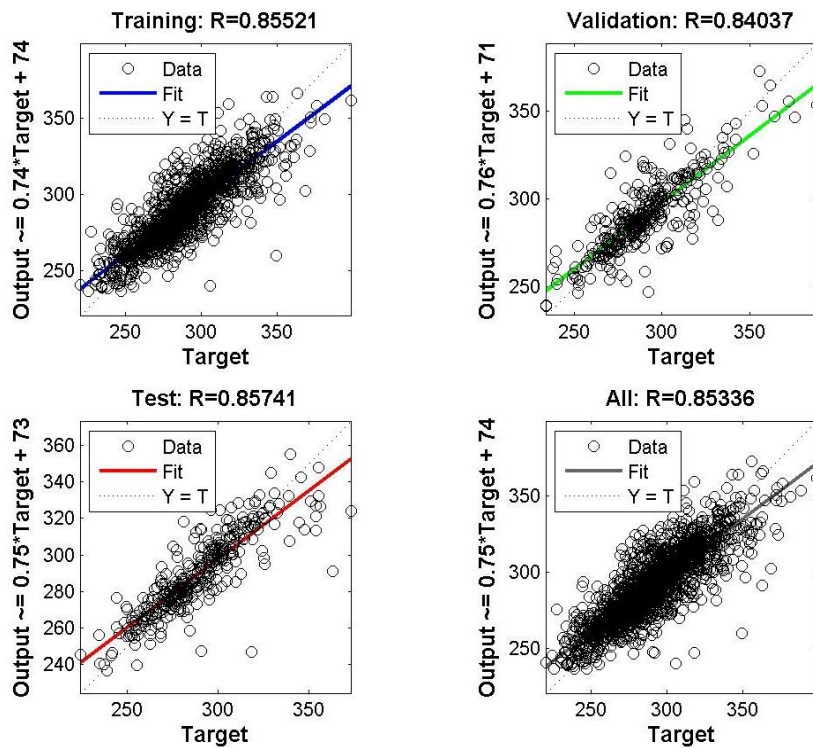 Training: R=0.85521
Output ~= 0.74*Target + 74
Data
Fit
Y = T
350
300
250
250 300 350
Target
Validation: R=0.84037
Output ~= 0.76*Target + 71
Data
Fit
Y = T
350
300
250
250 300 350
Target
Test: R=0.85741
Output ~= 0.75*Target + 73
Data
Fit
Y = T
360
340
320
300
280
260
240
250 300 350
Target
All: R=0.85336
Output ~= 0.75*Target + 74
Data
Fit
Y = T
350
300
250
250 300 350
Target